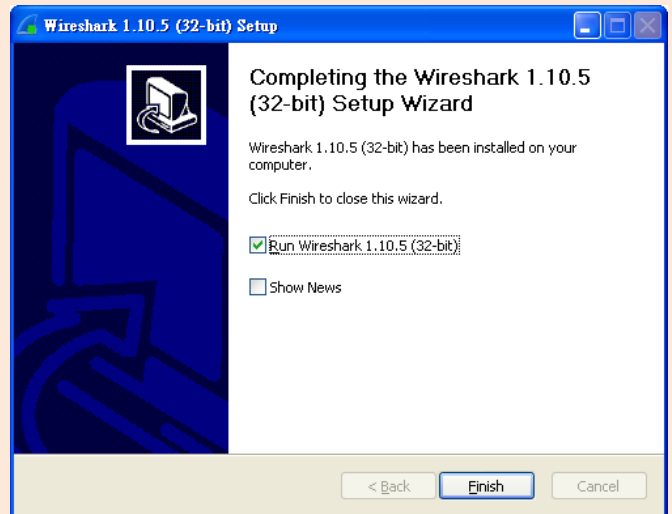 Wireshark 1.10.5 (32-bit) Setup
Completing the Wireshark 1.10.5
(32-bit) Setup Wizard
Wireshark 1.10.5 (32-bit) has been installed on your
computer.
Click Finish to close this wizard.
Run Wireshark 1.10.5 (32-bit)
Show News
< Back
Finish
Cancel